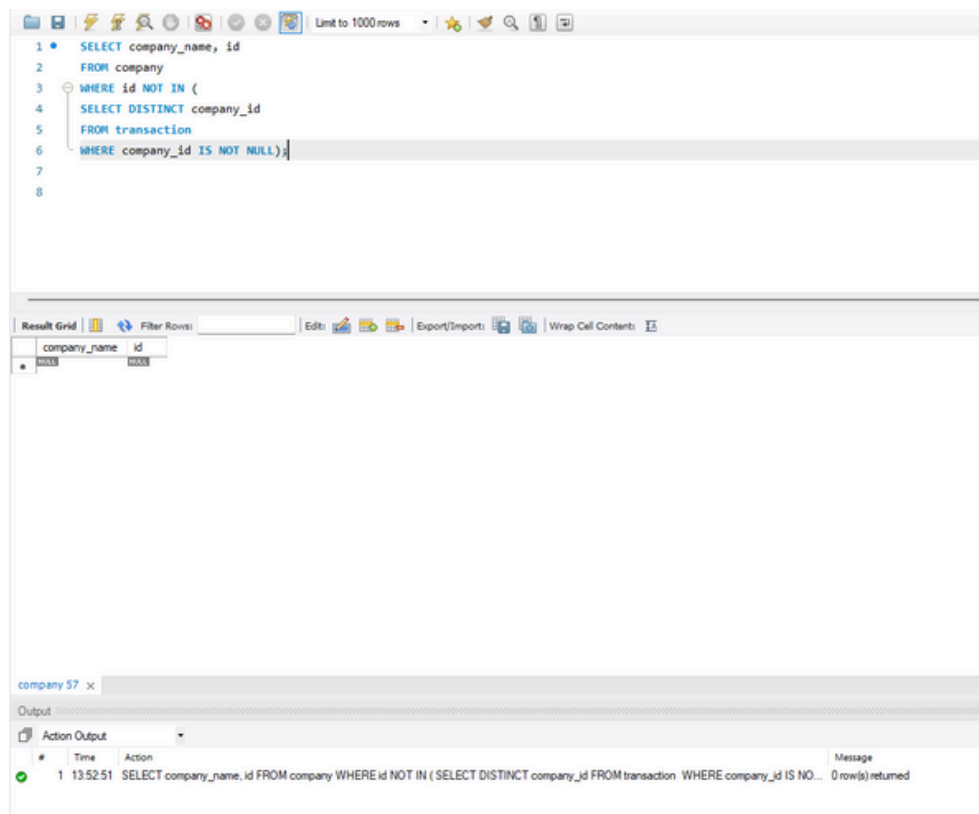 Limit to 1000 rows
1 SELECT company_name, id
2 FROM company
3 WHERE id NOT IN (
4 SELECT DISTINCT company_id
5 FROM transaction
6 WHERE company_id IS NOT NULL);
7
8
Result Grid Filter Rows: Edit: Export/Import: Wrap Cell Content:
company_name id
NULL NULL
company 57
Output
Action Output
# Time Action Message
1 13:52:51 SELECT company_name, id FROM company WHERE id NOT IN ( SELECT DISTINCT company_id FROM transaction WHERE company_id IS NO... 0 row(s) returned